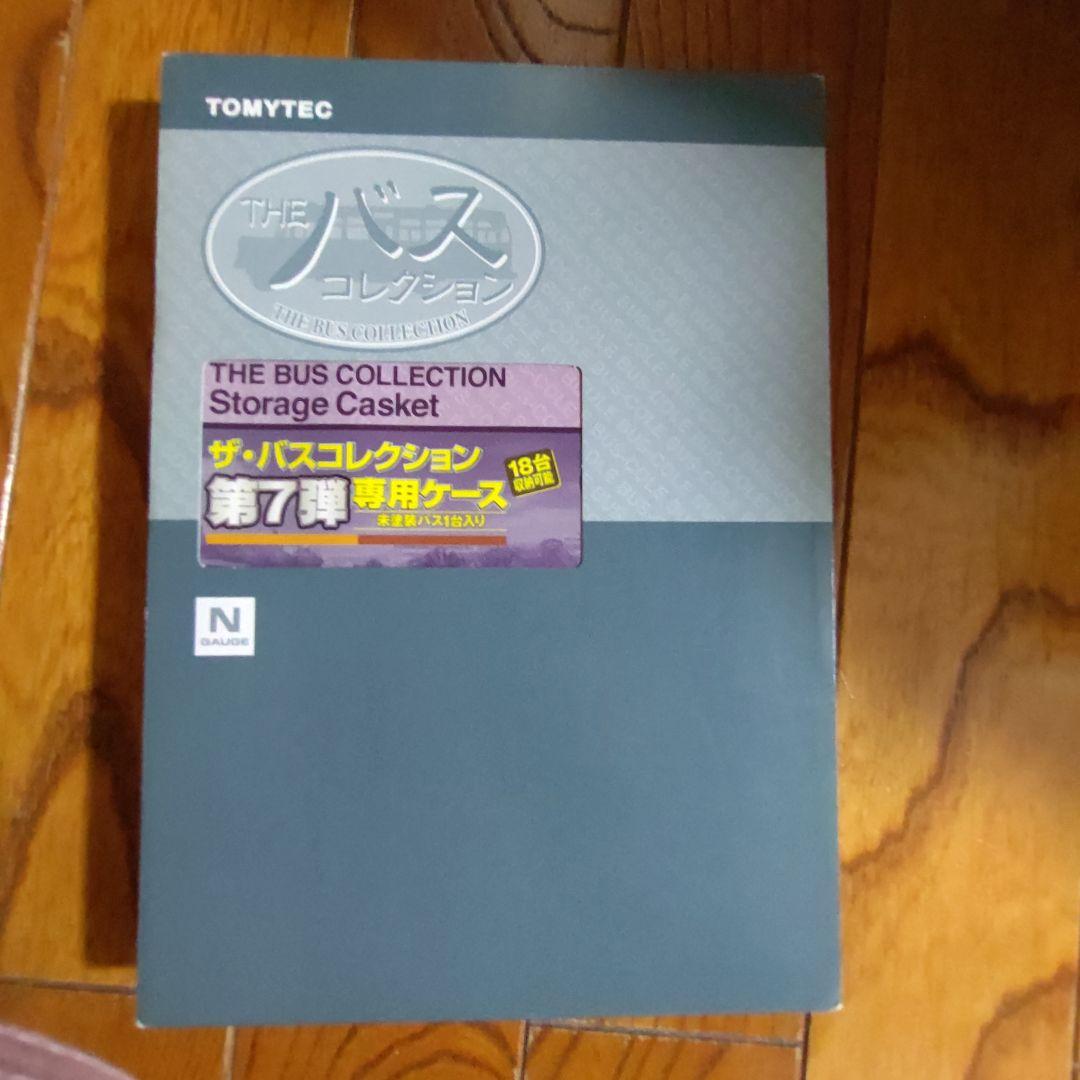 TOMYTEC
THE バス
コレクション
THE BUS COLLECTION
THE BUS COLLECTION
Storage Casket
ザ・バスコレクション
第7弾 専用ケース
18台
収納可能
未塗装バス1台入り
N
GAUGE